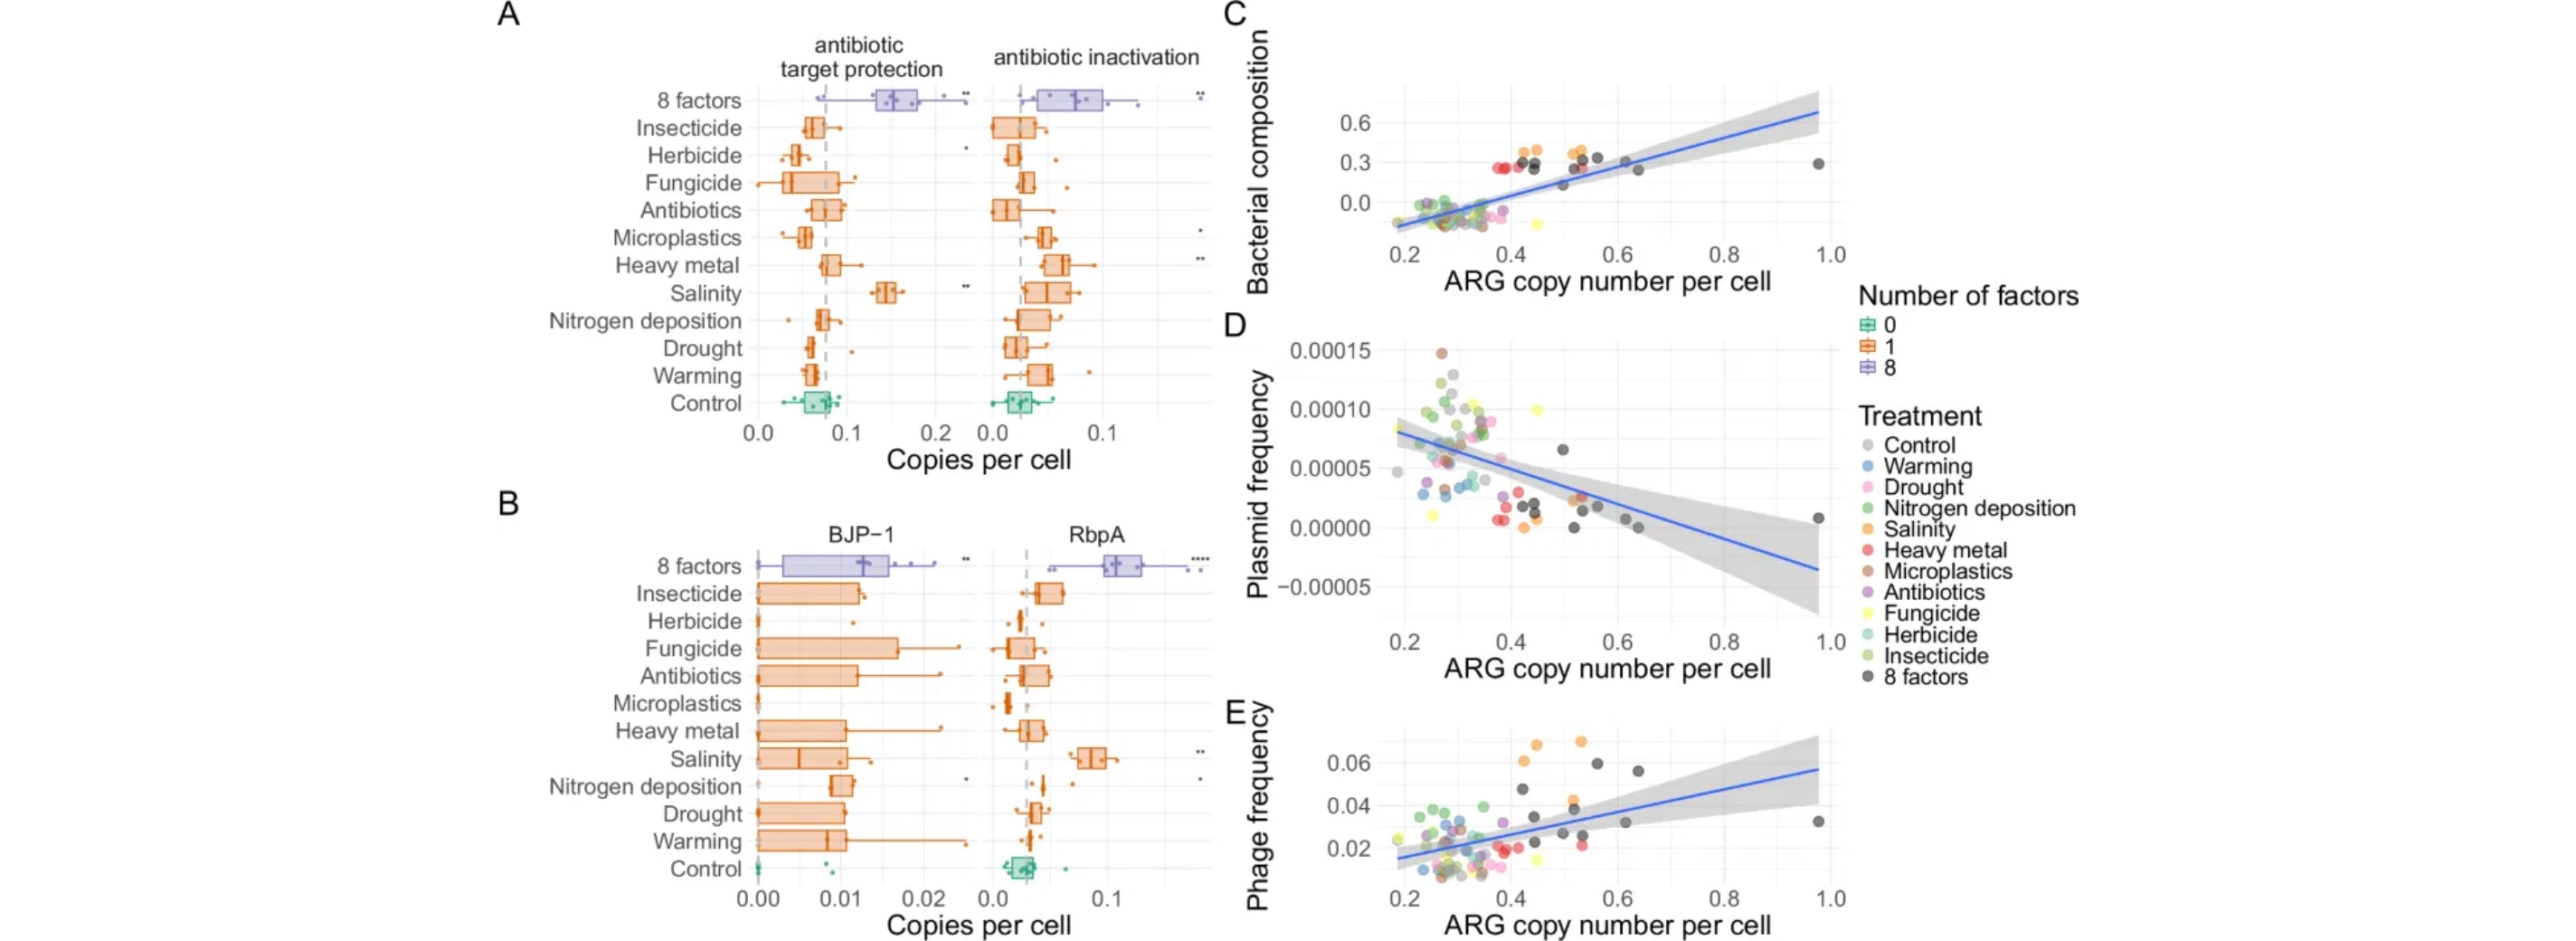 A
antibiotic
target protection
antibiotic inactivation
8 factors
**
**
Insecticide
Herbicide
*
Fungicide
Antibiotics
Microplastics
*
Heavy metal
**
Salinity
**
Nitrogen deposition
Drought
Warming
Control
0.0 0.1 0.2 0.0 0.1
Copies per cell
B
BJP−1
RbpA
8 factors
**
****
Insecticide
Herbicide
Fungicide
Antibiotics
Microplastics
Heavy metal
Salinity
**
Nitrogen deposition
*
*
Drought
Warming
Control
0.00 0.01 0.02 0.0 0.1
Copies per cell
C
Bacterial composition
0.6
0.3
0.0
0.2 0.4 0.6 0.8 1.0
ARG copy number per cell
D
Plasmid frequency
0.00015
0.00010
0.00005
0.00000
−0.00005
0.2 0.4 0.6 0.8 1.0
ARG copy number per cell
E
Phage frequency
0.06
0.04
0.02
0.2 0.4 0.6 0.8 1.0
ARG copy number per cell
Number of factors
0
1
8
Treatment
Control
Warming
Drought
Nitrogen deposition
Salinity
Heavy metal
Microplastics
Antibiotics
Fungicide
Herbicide
Insecticide
8 factors